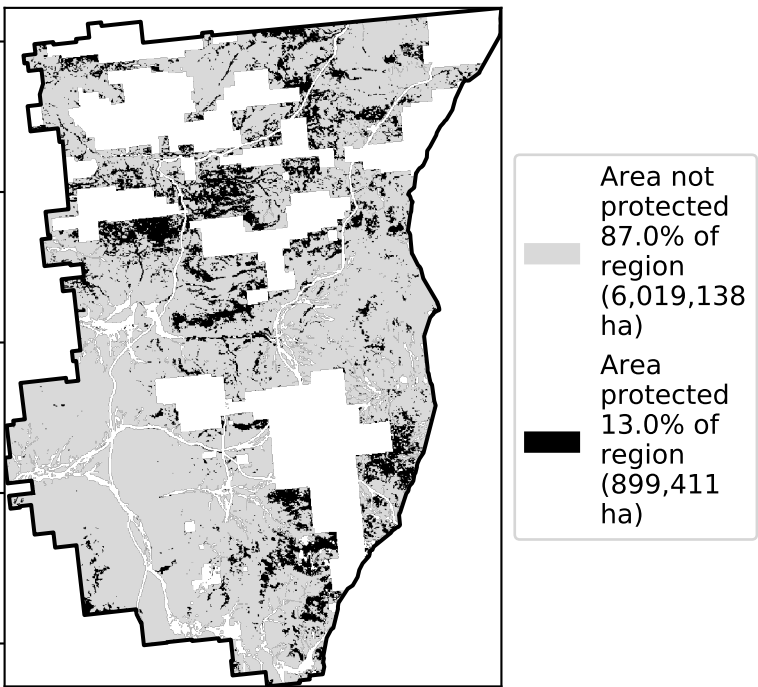 Area not
protected
87.0% of
region
(6,019,138
ha)
Area
protected
13.0% of
region
(899,411
ha)